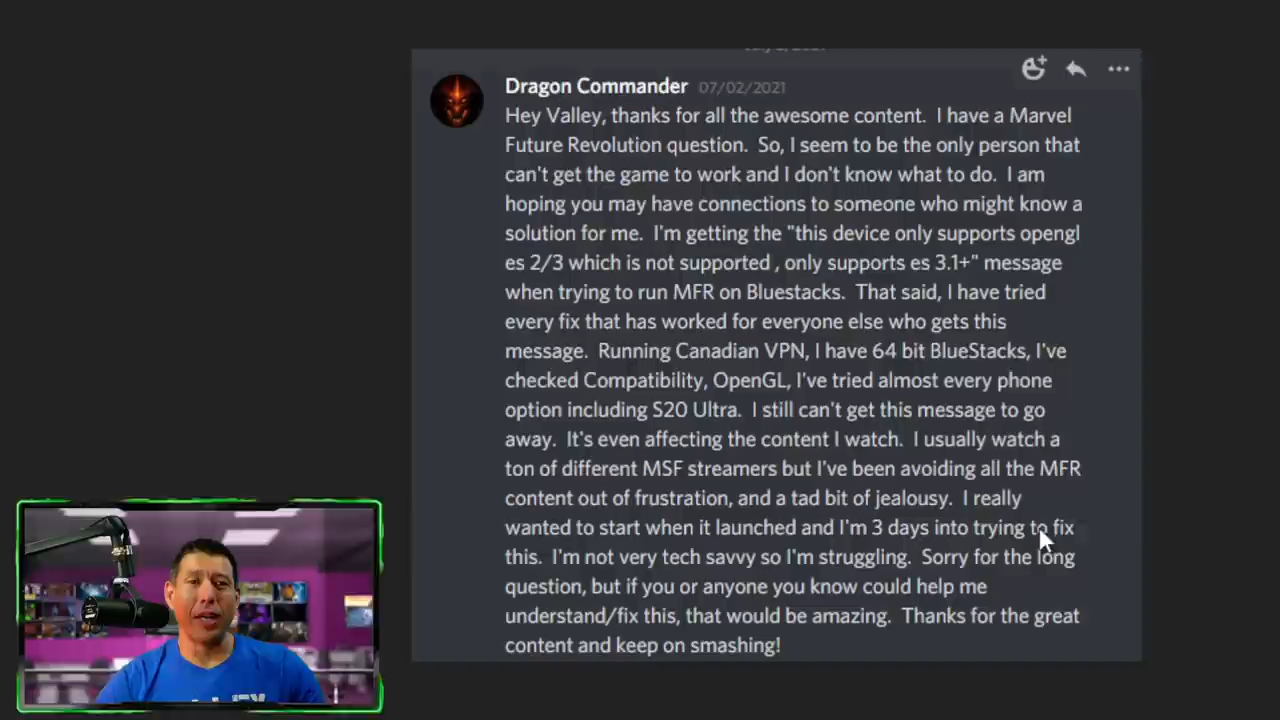 Dragon Commander 07/02/2021
Hey Valley, thanks for all the awesome content. I have a Marvel
Future Revolution question. So, I seem to be the only person that
can't get the game to work and I don't know what to do. I am
hoping you may have connections to someone who might know a
solution for me. I'm getting the "this device only supports opengl
es 2/3 which is not supported , only supports es 3.1+" message
when trying to run MFR on Bluestacks. That said, I have tried
every fix that has worked for everyone else who gets this
message. Running Canadian VPN, I have 64 bit BlueStacks, I've
checked Compatibility, OpenGL, I've tried almost every phone
option including S20 Ultra. I still can't get this message to go
away. It's even affecting the content I watch. I usually watch a
ton of different MSF streamers but I've been avoiding all the MFR
content out of frustration, and a tad bit of jealousy. I really
wanted to start when it launched and I'm 3 days into trying to fix
this. I'm not very tech savvy so I'm struggling. Sorry for the long
question, but if you or anyone you know could help me
understand/fix this, that would be amazing. Thanks for the great
content and keep on smashing!